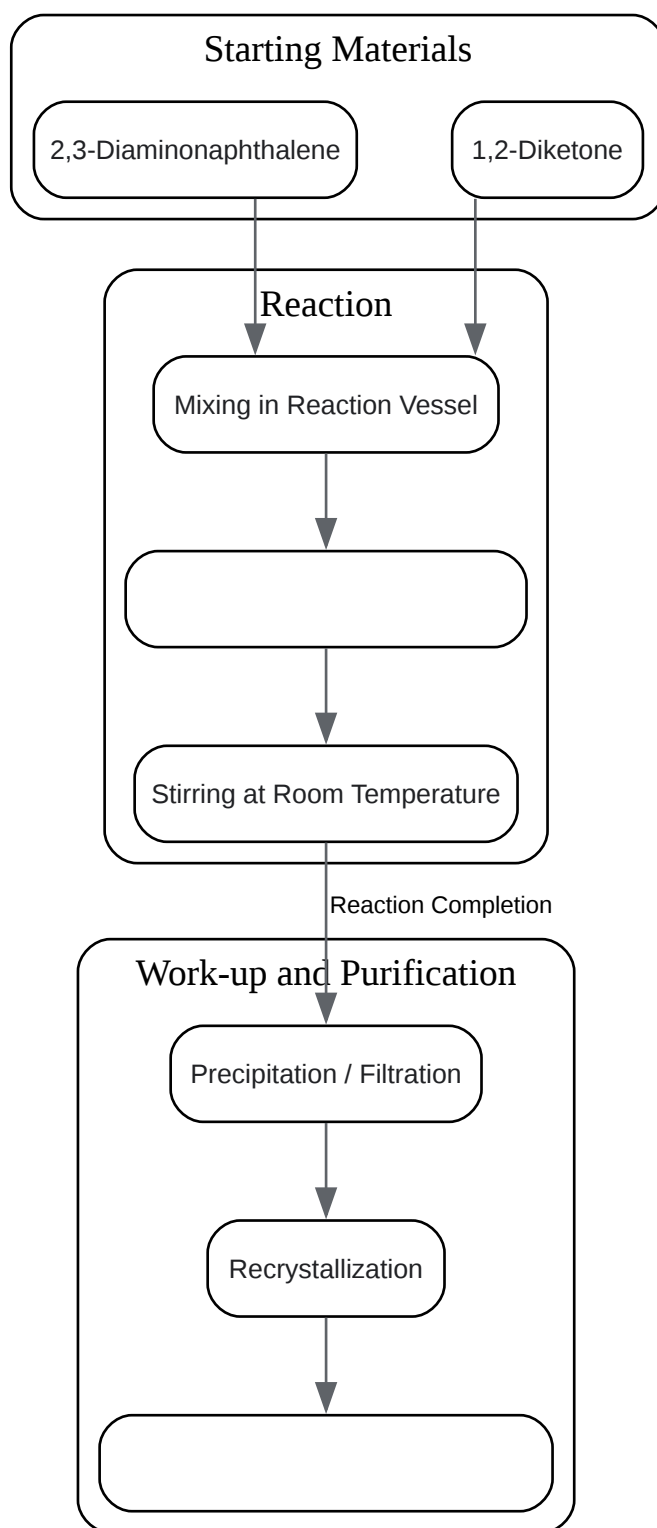 Starting Materials
2,3-Diaminonaphthalene
1,2-Diketone
Reaction
Mixing in Reaction Vessel
Stirring at Room Temperature
Reaction Completion
Work-up and Purification
Precipitation / Filtration
Recrystallization